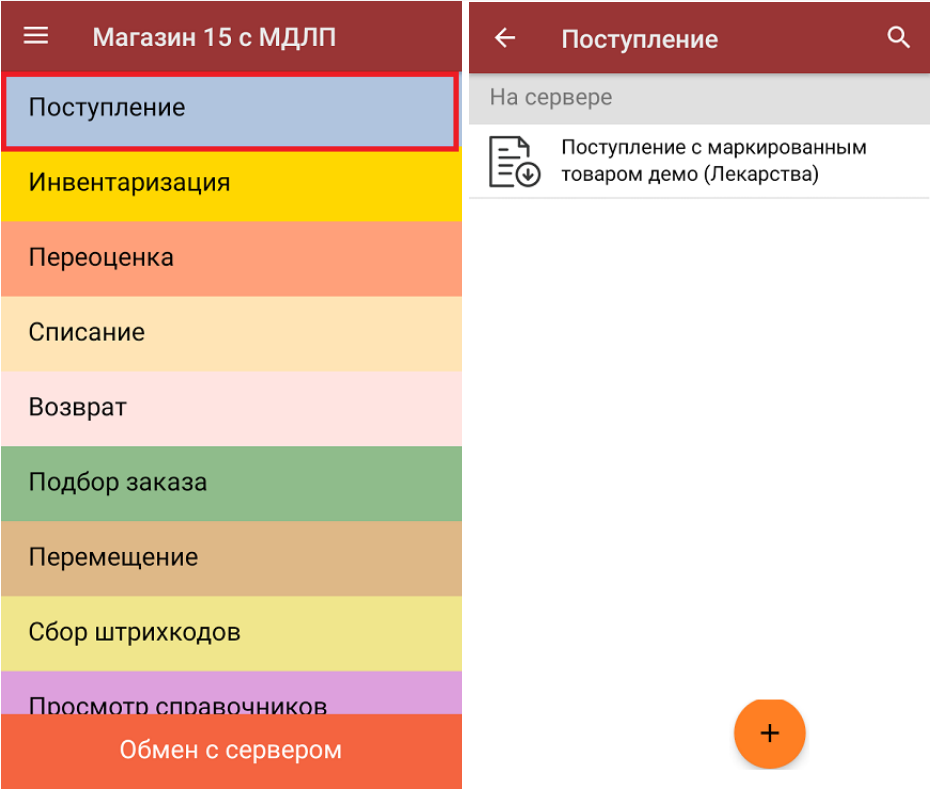 Магазин 15 с МДЛП
Поступление
Инвентаризация
Переоценка
Списание
Возврат
Подбор заказа
Перемещение
Сбор штрихкодов
Просмотр справочников
Обмен с сервером
Поступление
На сервере
Поступление с маркированным
товаром демо (Лекарства)